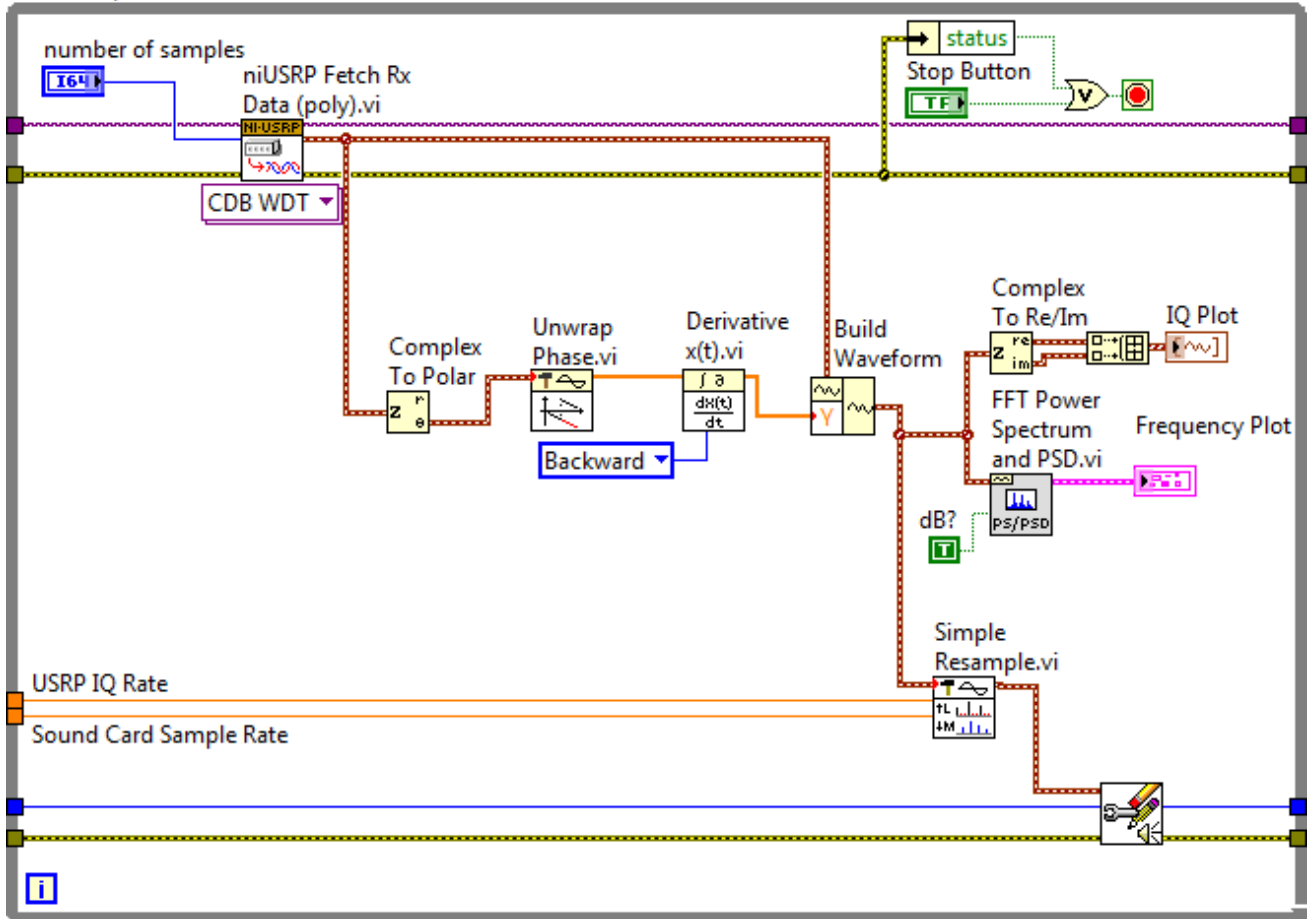 number of samples
I64
niUSRP Fetch Rx
Data (poly).vi
NI-USRP
CDB WDT
status
Stop Button
TF
V
Complex
To Polar
z
r
θ
Unwrap
Phase.vi
Derivative
x(t).vi
∫ ∂
dx(t)
dt
Backward
Build
Waveform
Y
Complex
To Re/Im
z
re
im
IQ Plot
FFT Power
Spectrum
and PSD.vi
PS/PSD
Frequency Plot
dB?
T
Simple
Resample.vi
↑L
↓M
USRP IQ Rate
Sound Card Sample Rate
i